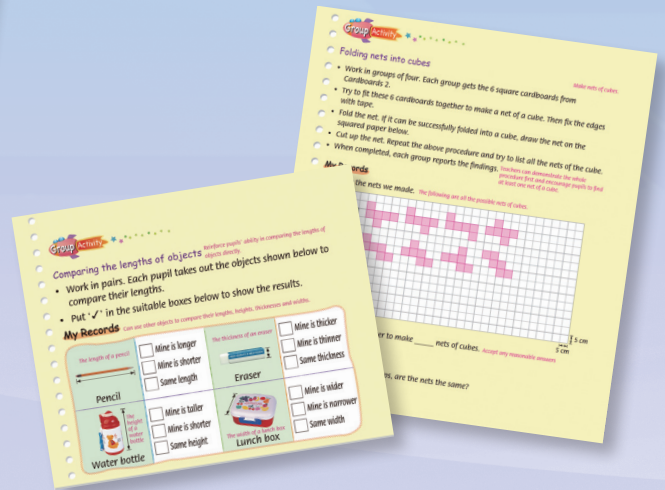 Group Activity
Folding nets into cubes
Make nets of cubes.
• Work in groups of four. Each group gets the 6 square cardboards from
Cardboards 2.
• Try to fit these 6 cardboards together to make a net of a cube. Then fix the edges
with tape.
• Fold the net. If it can be successfully folded into a cube, draw the net on the
squared paper below.
• Cut up the net. Repeat the above procedure and try to list all the nets of the cube.
• When completed, each group reports the findings.
Teachers can demonstrate the whole
procedure first and encourage pupils to find
at least one net of a cube.
My Records
the nets we made. The following are all the possible nets of cubes.
5 cm
5 cm
er to make _____ nets of cubes. Accept any reasonable answers.
ns, are the nets the same?
Group Activity
Comparing the lengths of objects
Reinforce pupils' ability in comparing the lengths of
objects directly.
• Work in pairs. Each pupil takes out the objects shown below to
compare their lengths.
• Put '✓' in the suitable boxes below to show the results.
My Records Can use other objects to compare their lengths, heights, thicknesses and widths.
The length of a pencil
Pencil
Mine is longer
Mine is shorter
Same length
The thickness of an eraser
Eraser
Mine is thicker
Mine is thinner
Same thickness
The
height
of a
water
bottle
Water bottle
Mine is taller
Mine is shorter
Same height
The width of a lunch box
Lunch box
Mine is wider
Mine is narrower
Same width